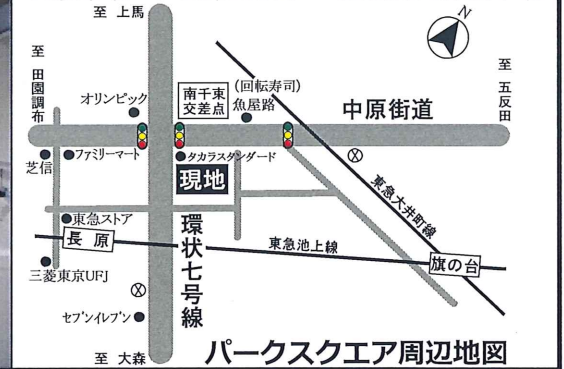 至 上馬
至 田園調布
オリンピック
南千束
交差点
(回転寿司)
魚屋路
中原街道
至 五反田
芝信
ファミリーマート
タカラスタンダード
現地
東急大井町線
東急ストア
長原
環状七号線
東急池上線
旗の台
三菱東京UFJ
セブンイレブン
至 大森
パークスクエア周辺地図
N